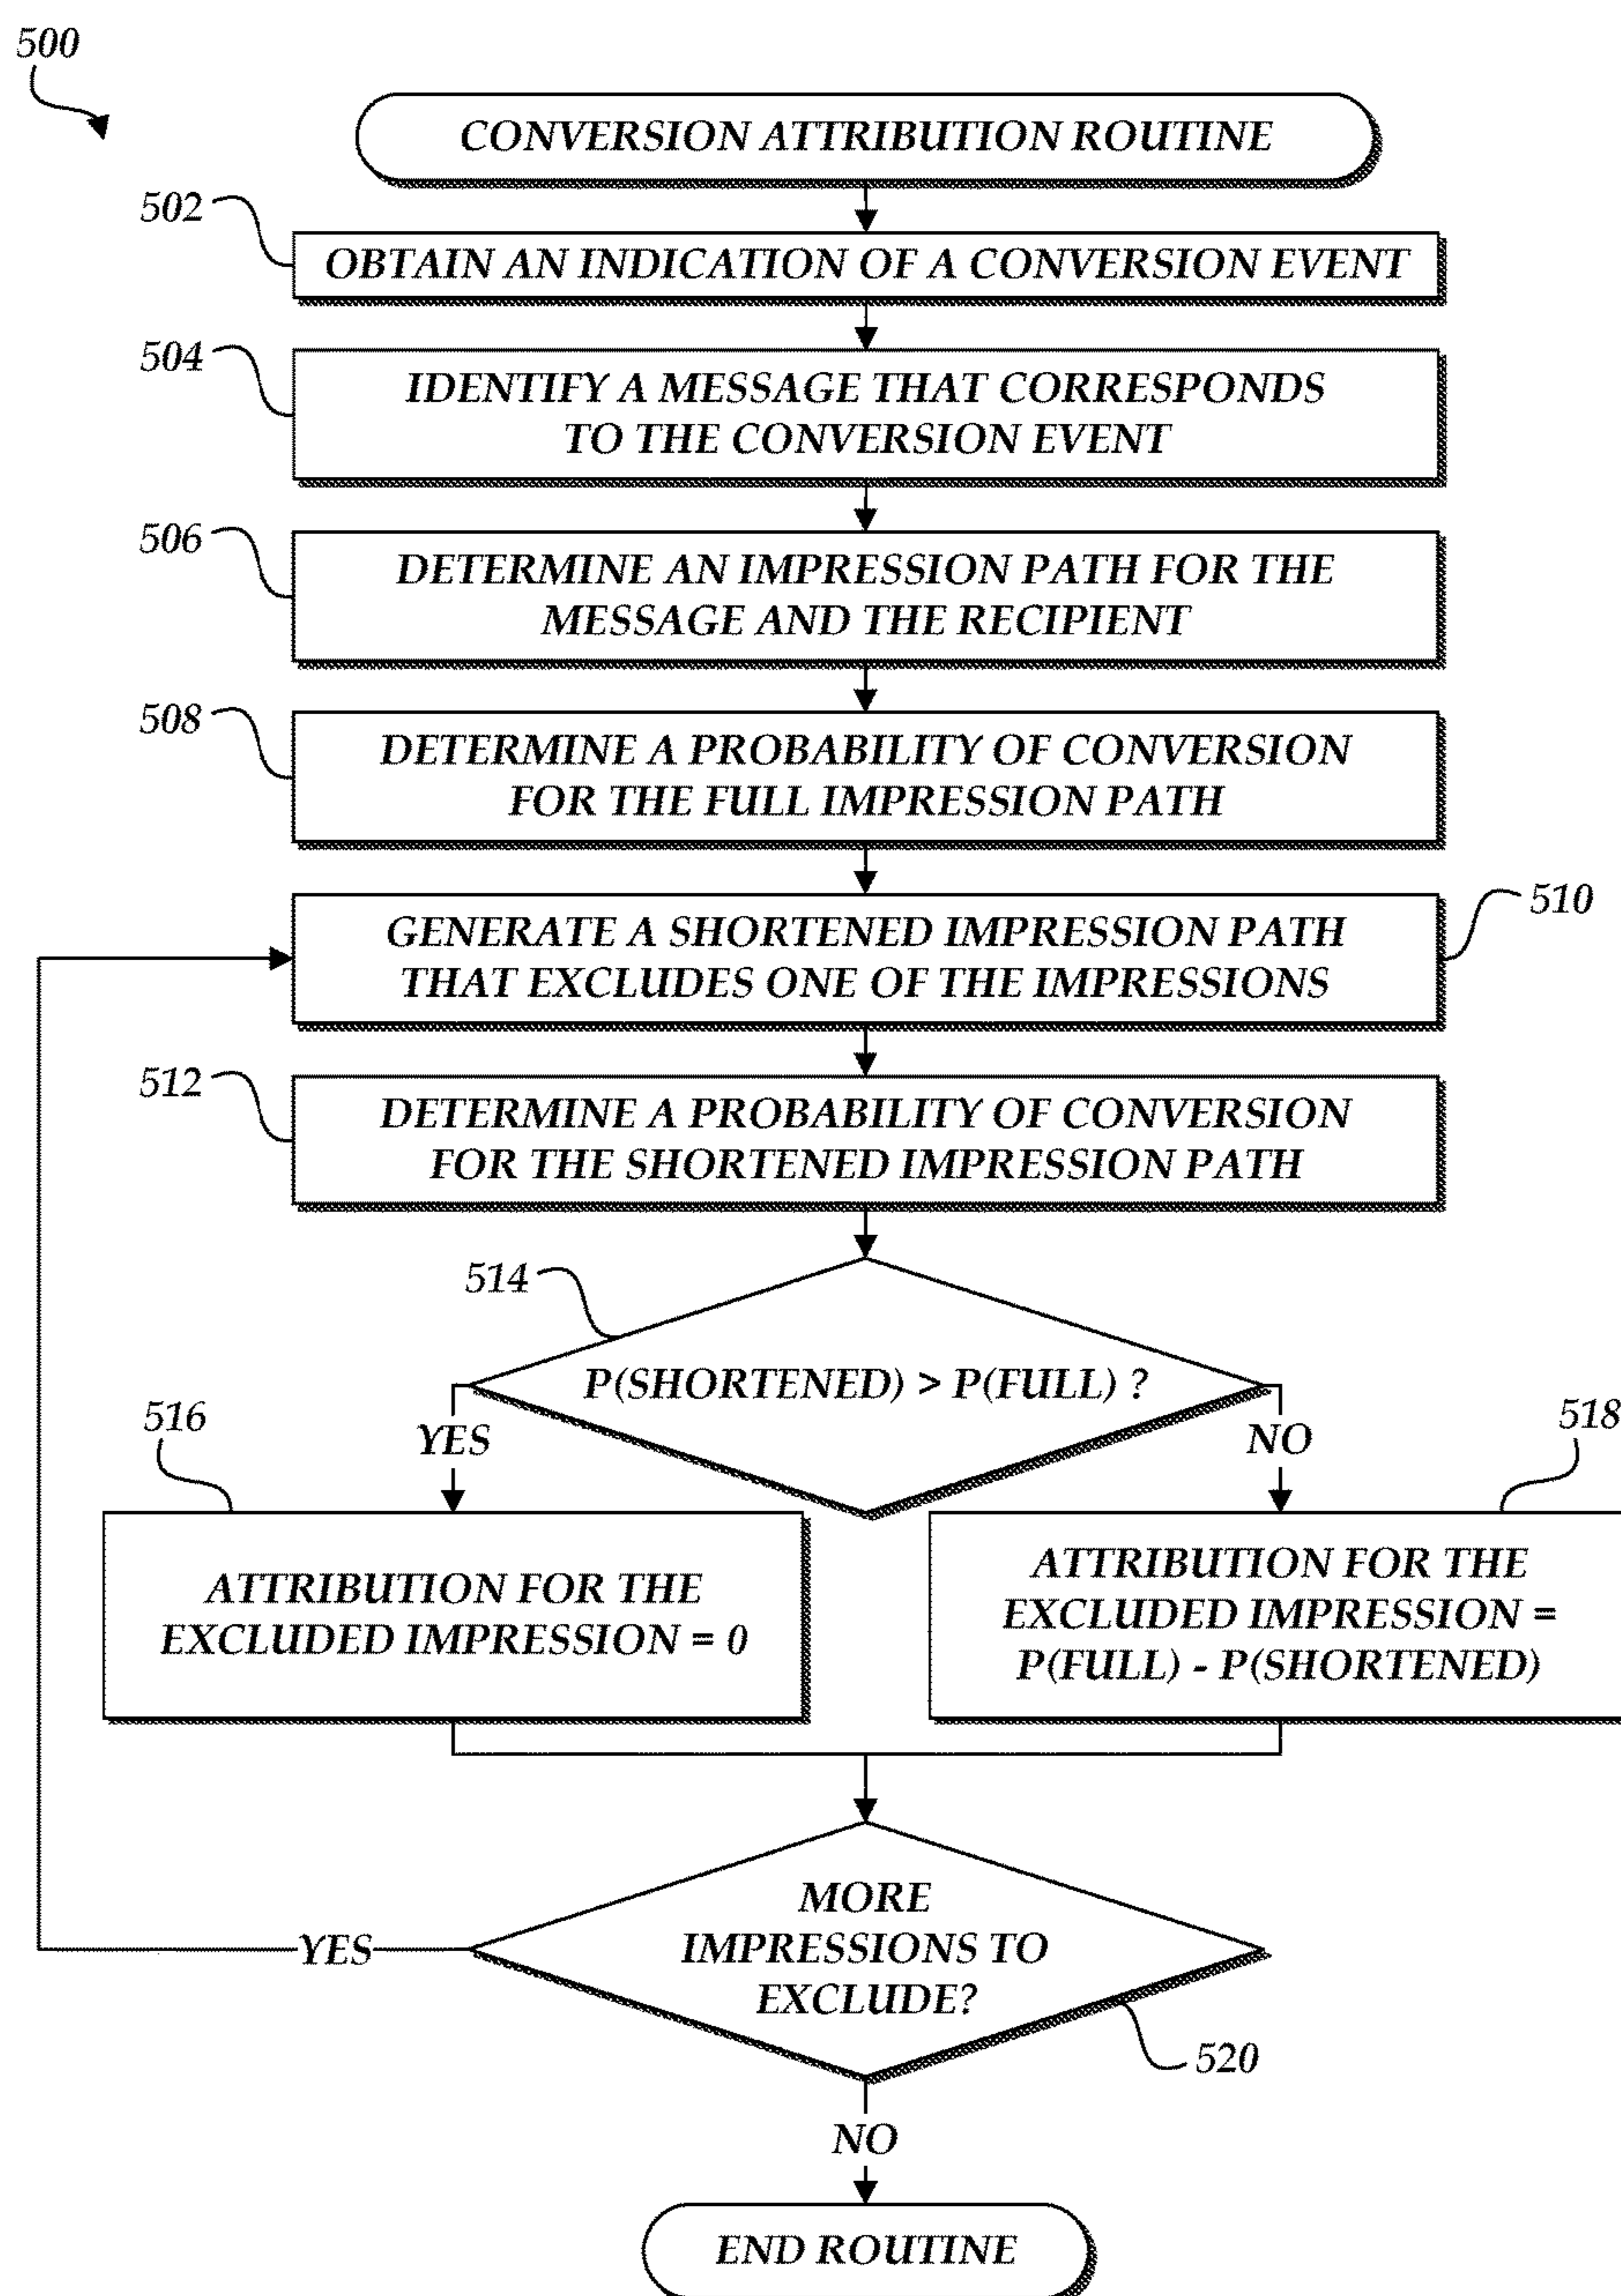 500
CONVERSION ATTRIBUTION ROUTINE
502
OBTAIN AN INDICATION OF A CONVERSION EVENT
504
IDENTIFY A MESSAGE THAT CORRESPONDS
TO THE CONVERSION EVENT
506
DETERMINE AN IMPRESSION PATH FOR THE
MESSAGE AND THE RECIPIENT
508
DETERMINE A PROBABILITY OF CONVERSION
FOR THE FULL IMPRESSION PATH
510
GENERATE A SHORTENED IMPRESSION PATH
THAT EXCLUDES ONE OF THE IMPRESSIONS
512
DETERMINE A PROBABILITY OF CONVERSION
FOR THE SHORTENED IMPRESSION PATH
514
P(SHORTENED) > P(FULL) ?
516
YES
NO
518
ATTRIBUTION FOR THE
EXCLUDED IMPRESSION = 0
ATTRIBUTION FOR THE
EXCLUDED IMPRESSION =
P(FULL) - P(SHORTENED)
MORE
IMPRESSIONS TO
EXCLUDE?
YES
520
NO
END ROUTINE